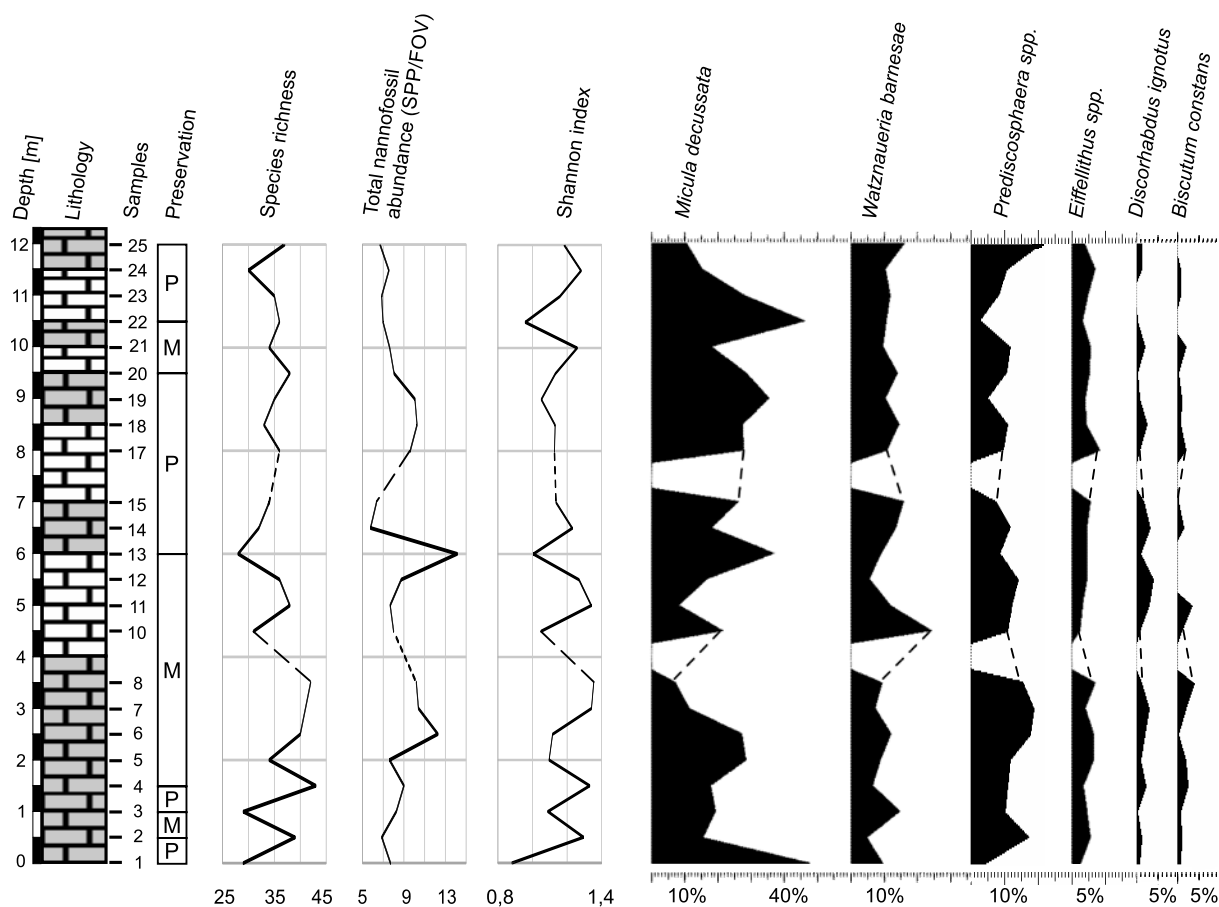 Depth [m]
Lithology
Samples
Preservation
Species richness
Total nannofossil
abundance (SPP/FOV)
Shannon index
Micula decussata
Watznaueria barnesae
Prediscosphaera spp.
Eiffellithus spp.
Discorhabdus ignotus
Biscutum constans
12
25
24
P
11
23
22
10
21
M
20
9
19
18
8
17
P
7
15
14
6
13
12
5
11
10
4
M
8
3
7
6
2
5
4
P
1
3
M
2
P
0
1
25
35
45
5
9
13
0,8
1,4
10%
40%
10%
10%
5%
5%
5%